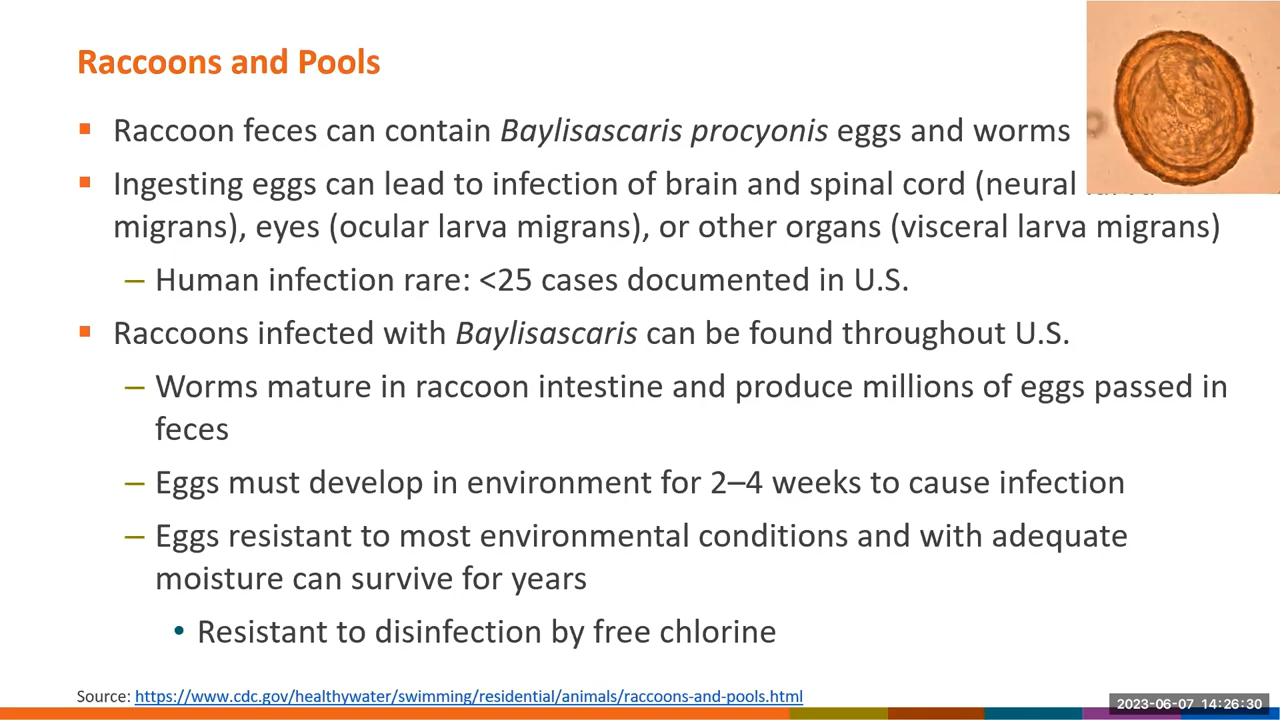 Raccoons and Pools
Raccoon feces can contain Baylisascaris procyonis eggs and worms
Ingesting eggs can lead to infection of brain and spinal cord (neural
migrans), eyes (ocular larva migrans), or other organs (visceral larva migrans)
– Human infection rare: <25 cases documented in U.S.
Raccoons infected with Baylisascaris can be found throughout U.S.
– Worms mature in raccoon intestine and produce millions of eggs passed in
feces
– Eggs must develop in environment for 2–4 weeks to cause infection
– Eggs resistant to most environmental conditions and with adequate
moisture can survive for years
• Resistant to disinfection by free chlorine
Source: https://www.cdc.gov/healthywater/swimming/residential/animals/raccoons-and-pools.html
2023-06-07 14:26:30